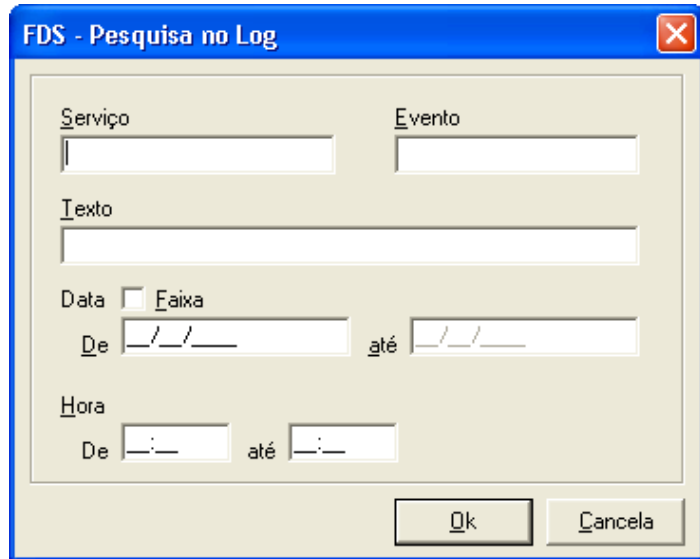 FDS - Pesquisa no Log
Serviço Evento
Texto
Data Faixa
De __/__/____ até __/__/____
Hora
De __:__ até __:__
Ok Cancela